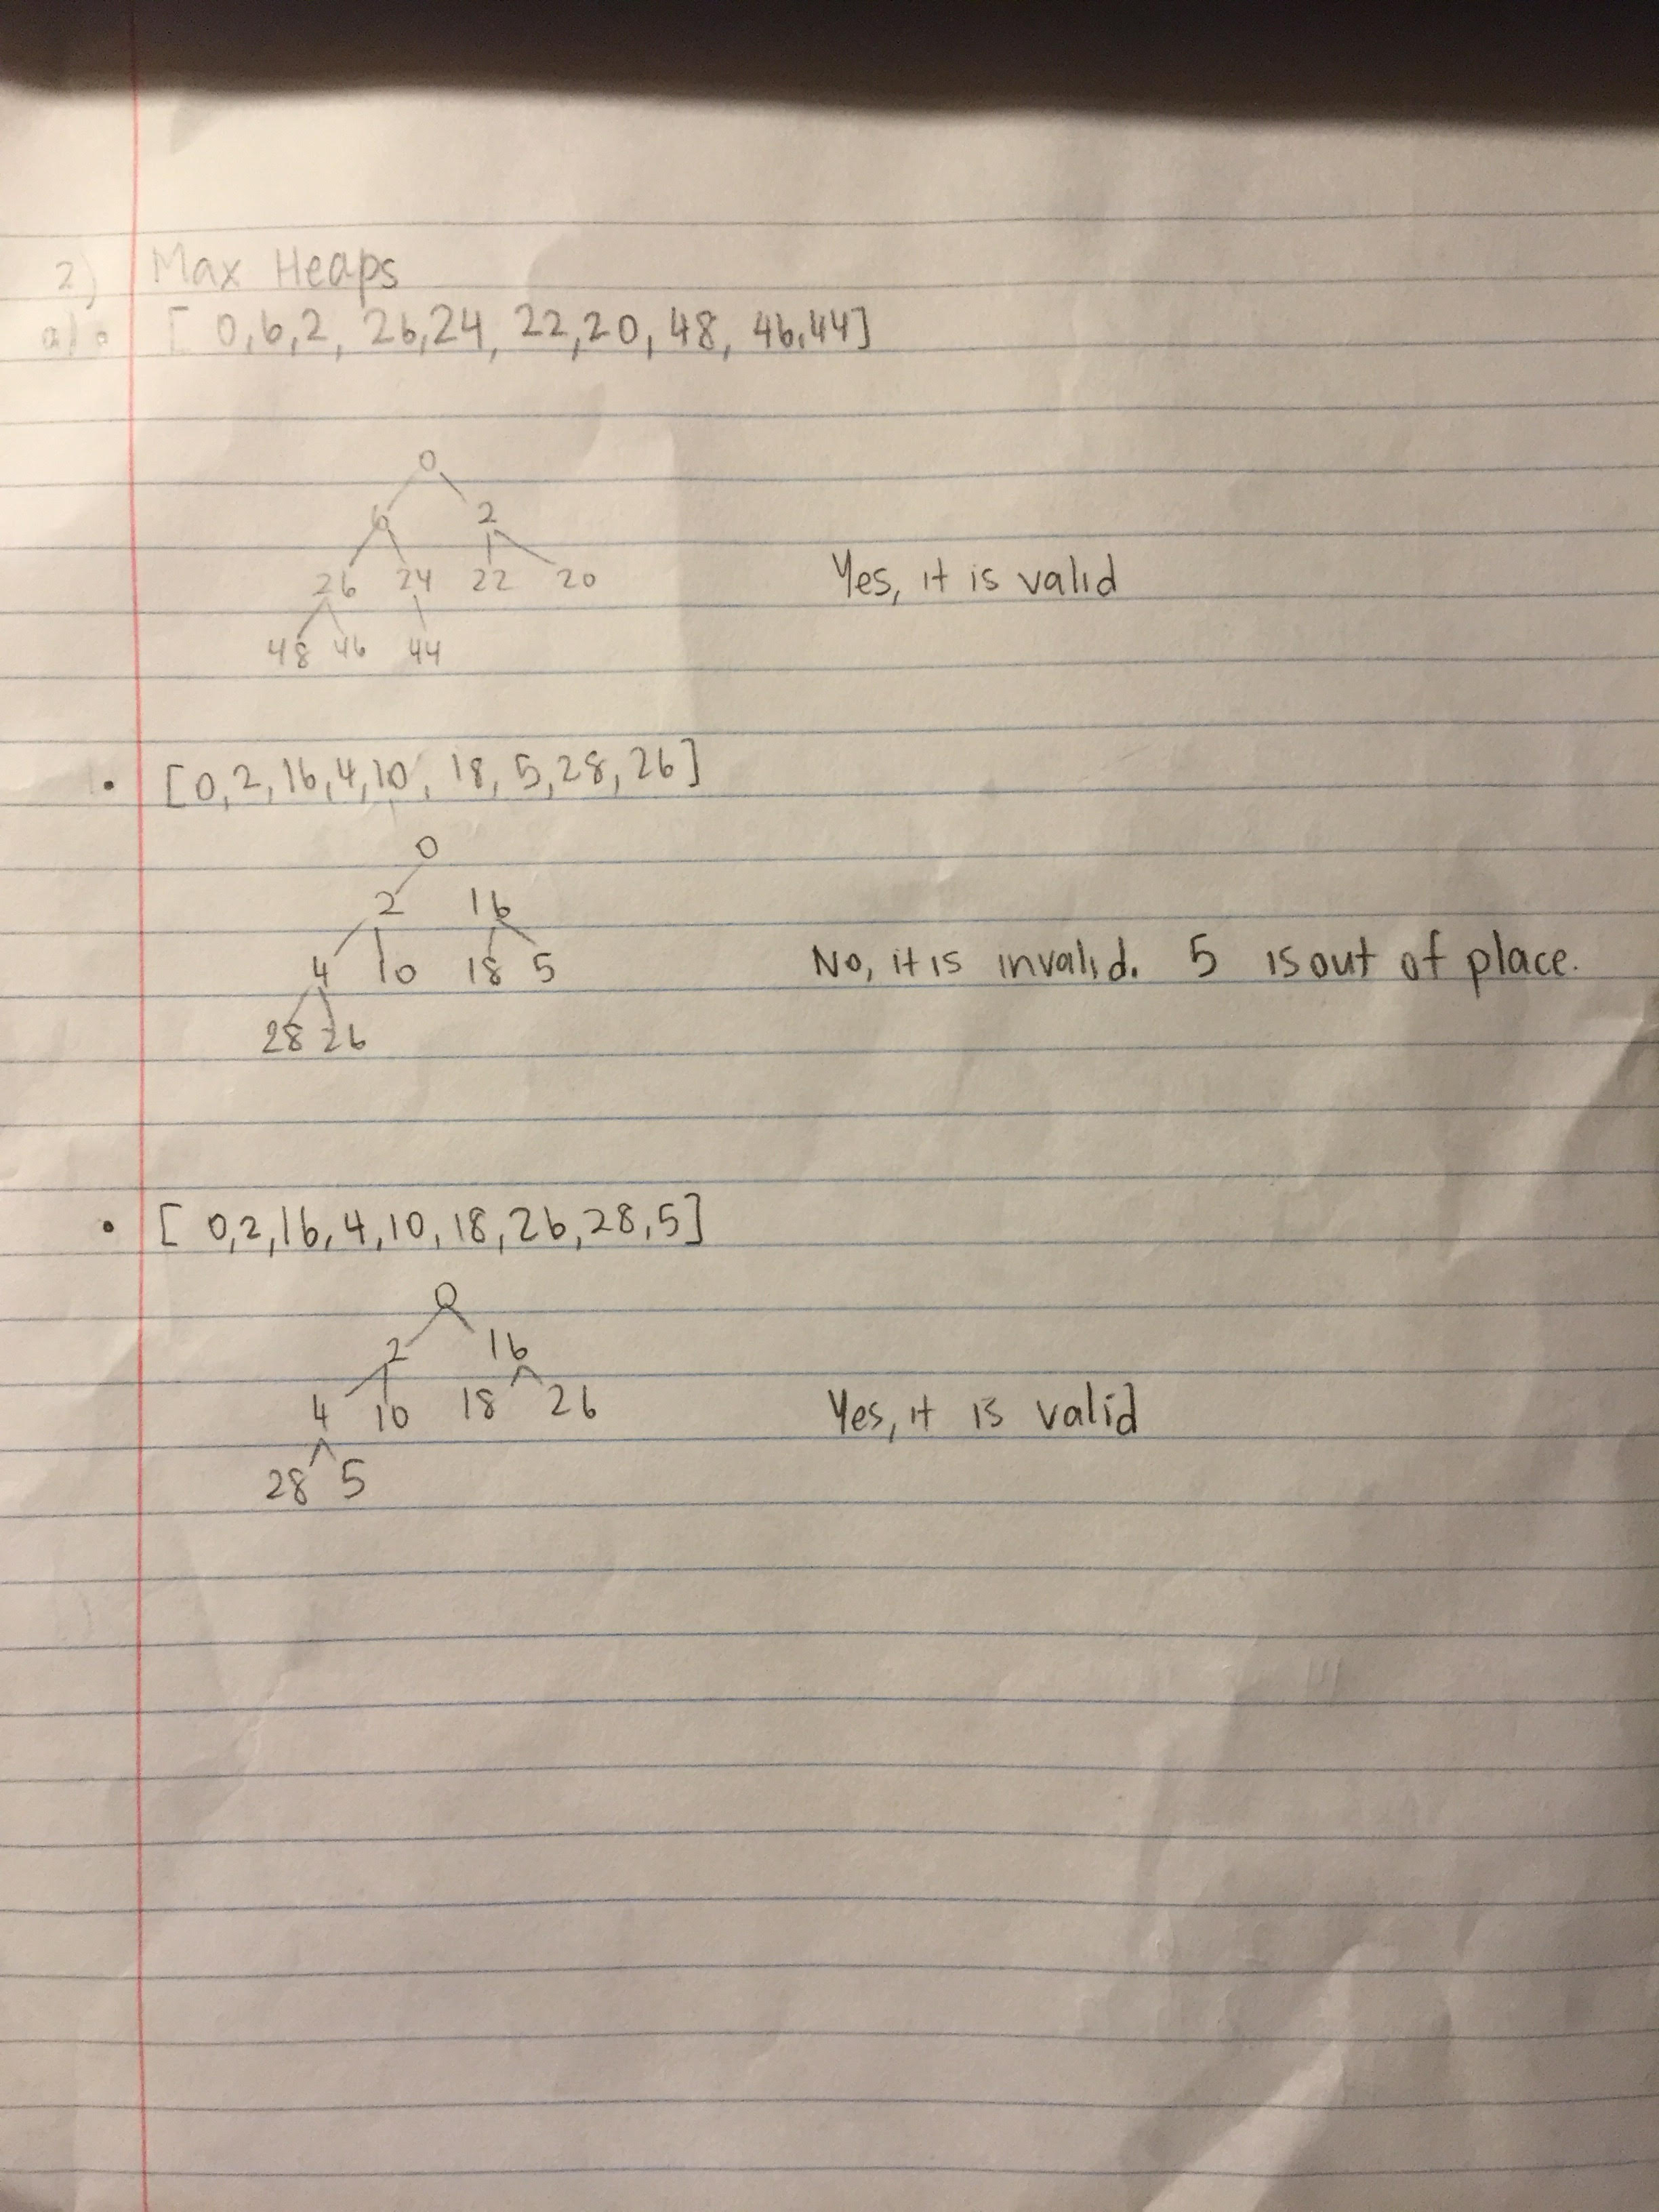 2) Max Heaps
a) • [ 0,6,2, 26,24, 22,20, 48, 46,44]
0
6 2
26 24 22 20
Yes, it is valid
48 46 44
• [0,2,16,4,10, 18, 5,28,26]
0
2 16
4 10 18 5
No, it is invalid. 5 is out of place.
28 26
• [ 0,2,16,4,10,18,26,28,5]
0
2 16
4 10 18 26
Yes, it is valid
28 5